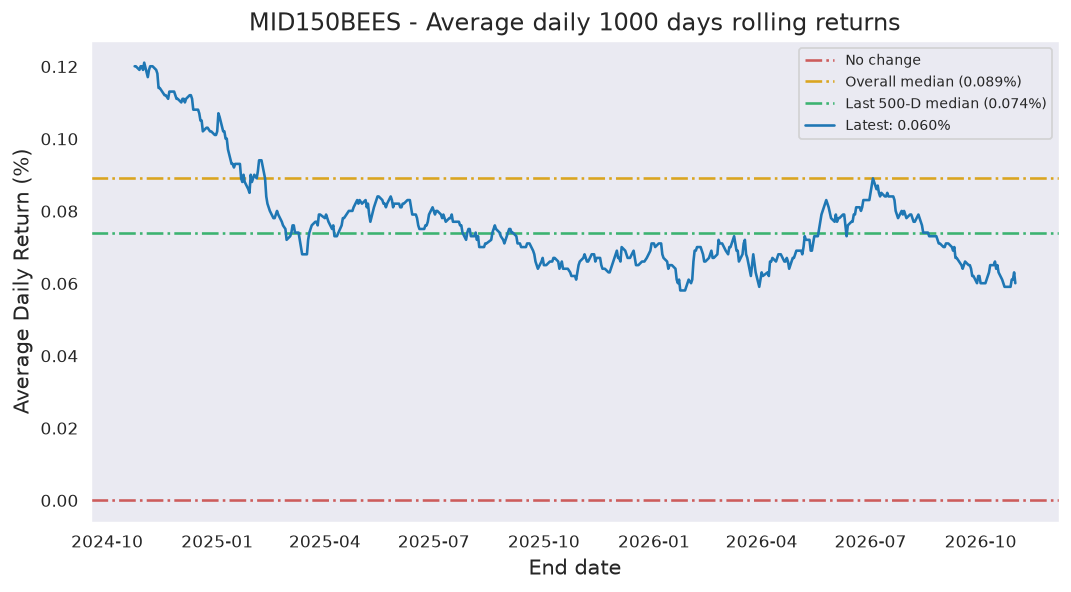 MID150BEES - Average daily 1000 days rolling returns
No change
Overall median (0.089%)
Last 500-D median (0.074%)
Latest: 0.060%
Average Daily Return (%)
0.12
0.10
0.08
0.06
0.04
0.02
0.00
2024-10 2025-01 2025-04 2025-07 2025-10 2026-01 2026-04 2026-07 2026-10
End date